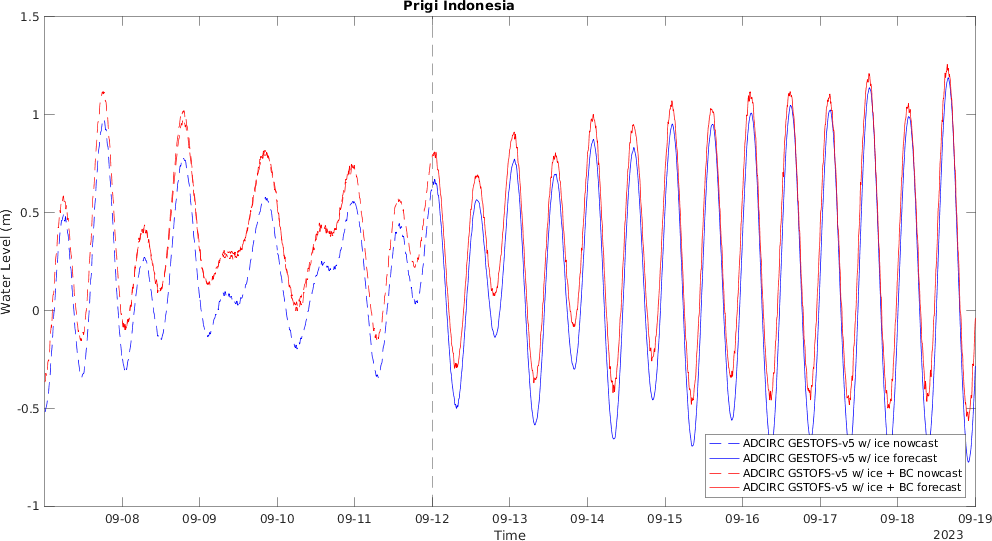 Prigi Indonesia
1.5
1
0.5
0
-0.5
-1
Water Level (m)
09-08 09-09 09-10 09-11 09-12 09-13 09-14 09-15 09-16 09-17 09-18 09-19
Time
2023
ADCIRC GESTOFS-v5 w/ ice nowcast
ADCIRC GESTOFS-v5 w/ ice forecast
ADCIRC GSTOFS-v5 w/ ice + BC nowcast
ADCIRC GSTOFS-v5 w/ ice + BC forecast